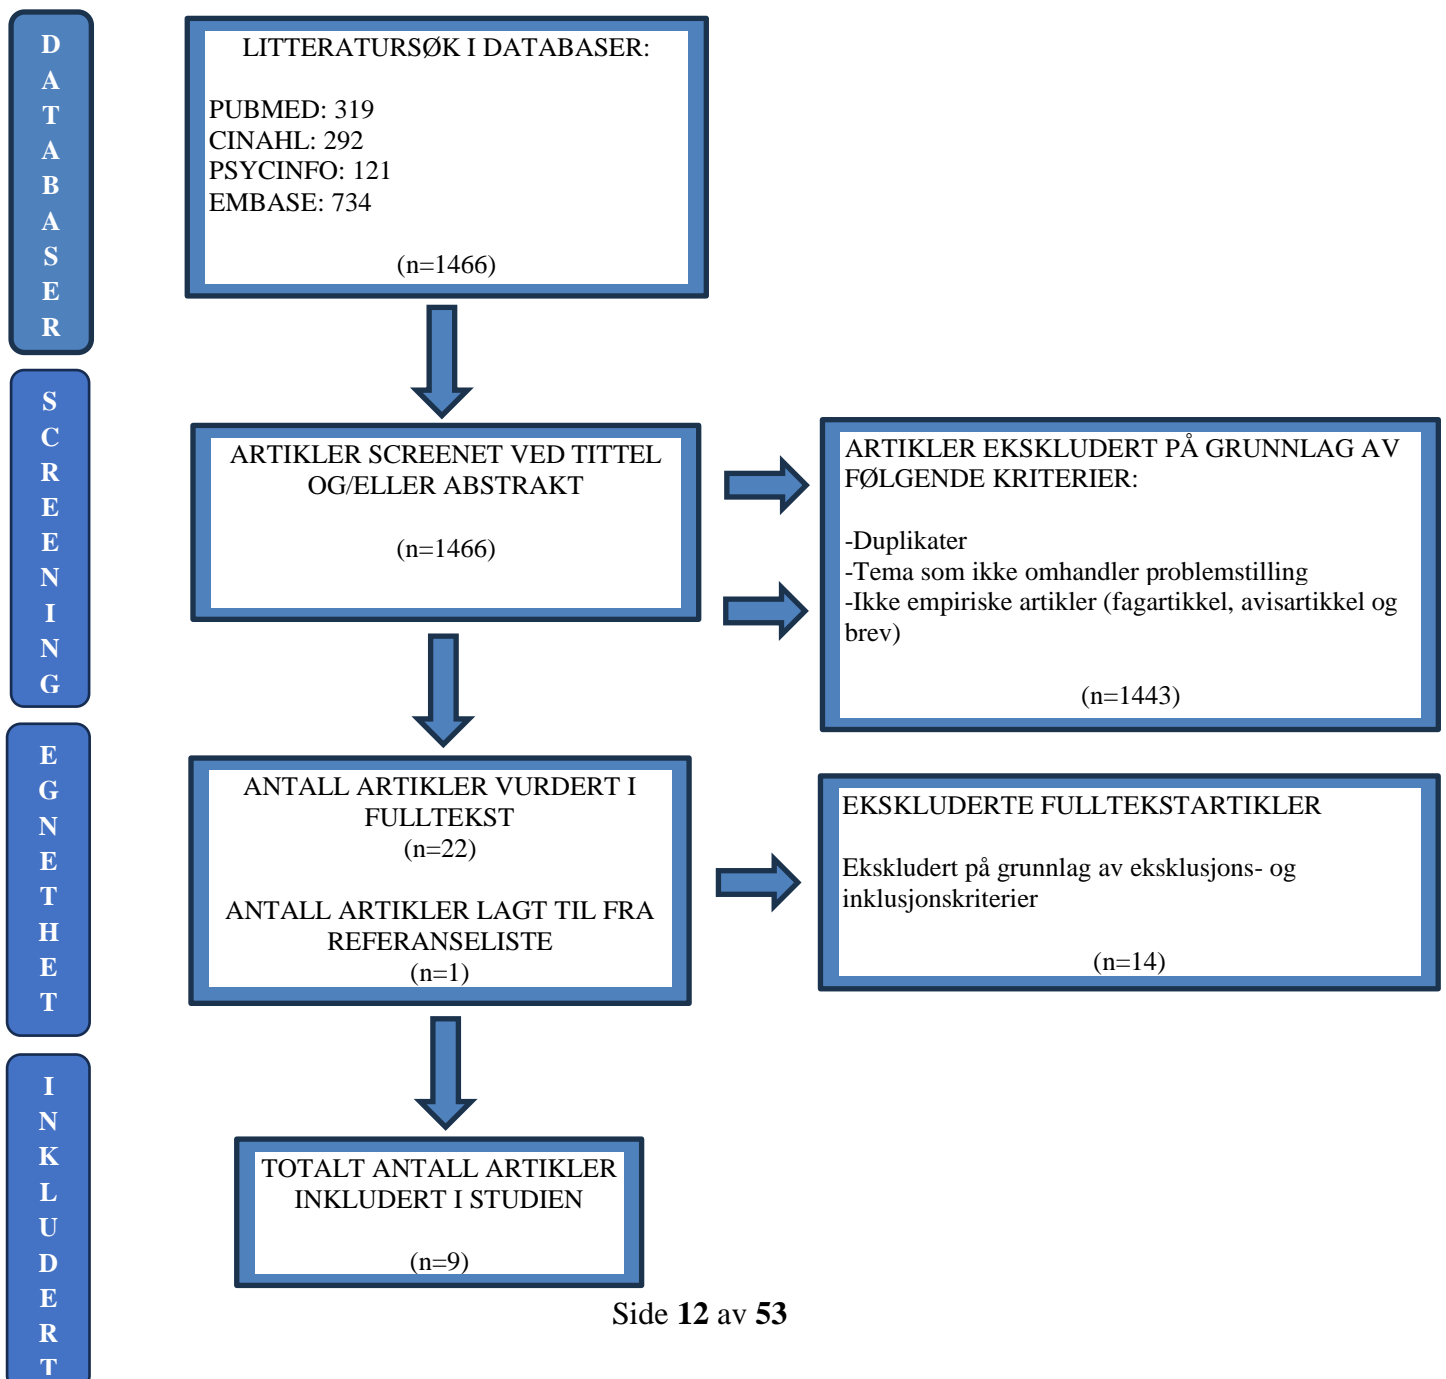 DATABASER
LITTERATURSØK I DATABASER:
PUBMED: 319
CINAHL: 292
PSYCINFO: 121
EMBASE: 734
(n=1466)
SCREENING
ARTIKLER SCREENET VED TITTEL
OG/ELLER ABSTRAKT
(n=1466)
ARTIKLER EKSKLUDERT PÅ GRUNNLAG AV
FØLGENDE KRITERIER:
-Duplikater
-Tema som ikke omhandler problemstilling
-Ikke empiriske artikler (fagartikkel, avisartikkel og
brev)
(n=1443)
EGNETHET
ANTALL ARTIKLER VURDERT I
FULLTEKST
(n=22)
ANTALL ARTIKLER LAGT TIL FRA
REFERANSELISTE
(n=1)
EKSKLUDERTE FULLTEKSTARTIKLER
Ekskludert på grunnlag av eksklusjons- og
inklusjonskriterier
(n=14)
INKLUDERT
TOTALT ANTALL ARTIKLER
INKLUDERT I STUDIEN
(n=9)
Side 12 av 53